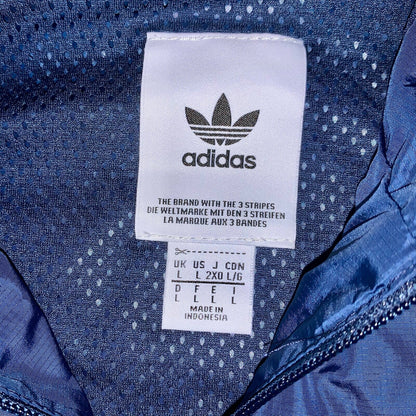 adidas
THE BRAND WITH THE 3 STRIPES
DIE WELTMARKE MIT DEN 3 STREIFEN
LA MARQUE AUX 3 BANDES
UK US J CDN
L L 2XO L/G
D F E I
L L L L
MADE IN
INDONESIA